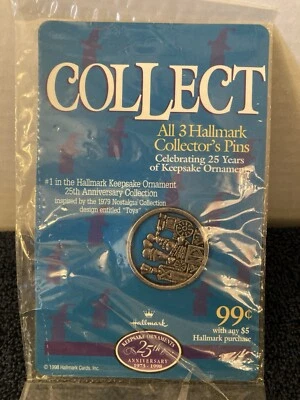 COLLECT
All 3 Hallmark
Collector's Pins
Celebrating 25 Years
of Keepsake Ornaments
#1 in the Hallmark Keepsake Ornament
25th Anniversary Collection
inspired by the 1979 Nostalgia Collection
design entitled "Toys"
99¢
with any $5
Hallmark purchase
Hallmark
KEEPSAKE ORNAMENTS
25th
ANNIVERSARY
1973-1998
© 1998 Hallmark Cards, Inc.